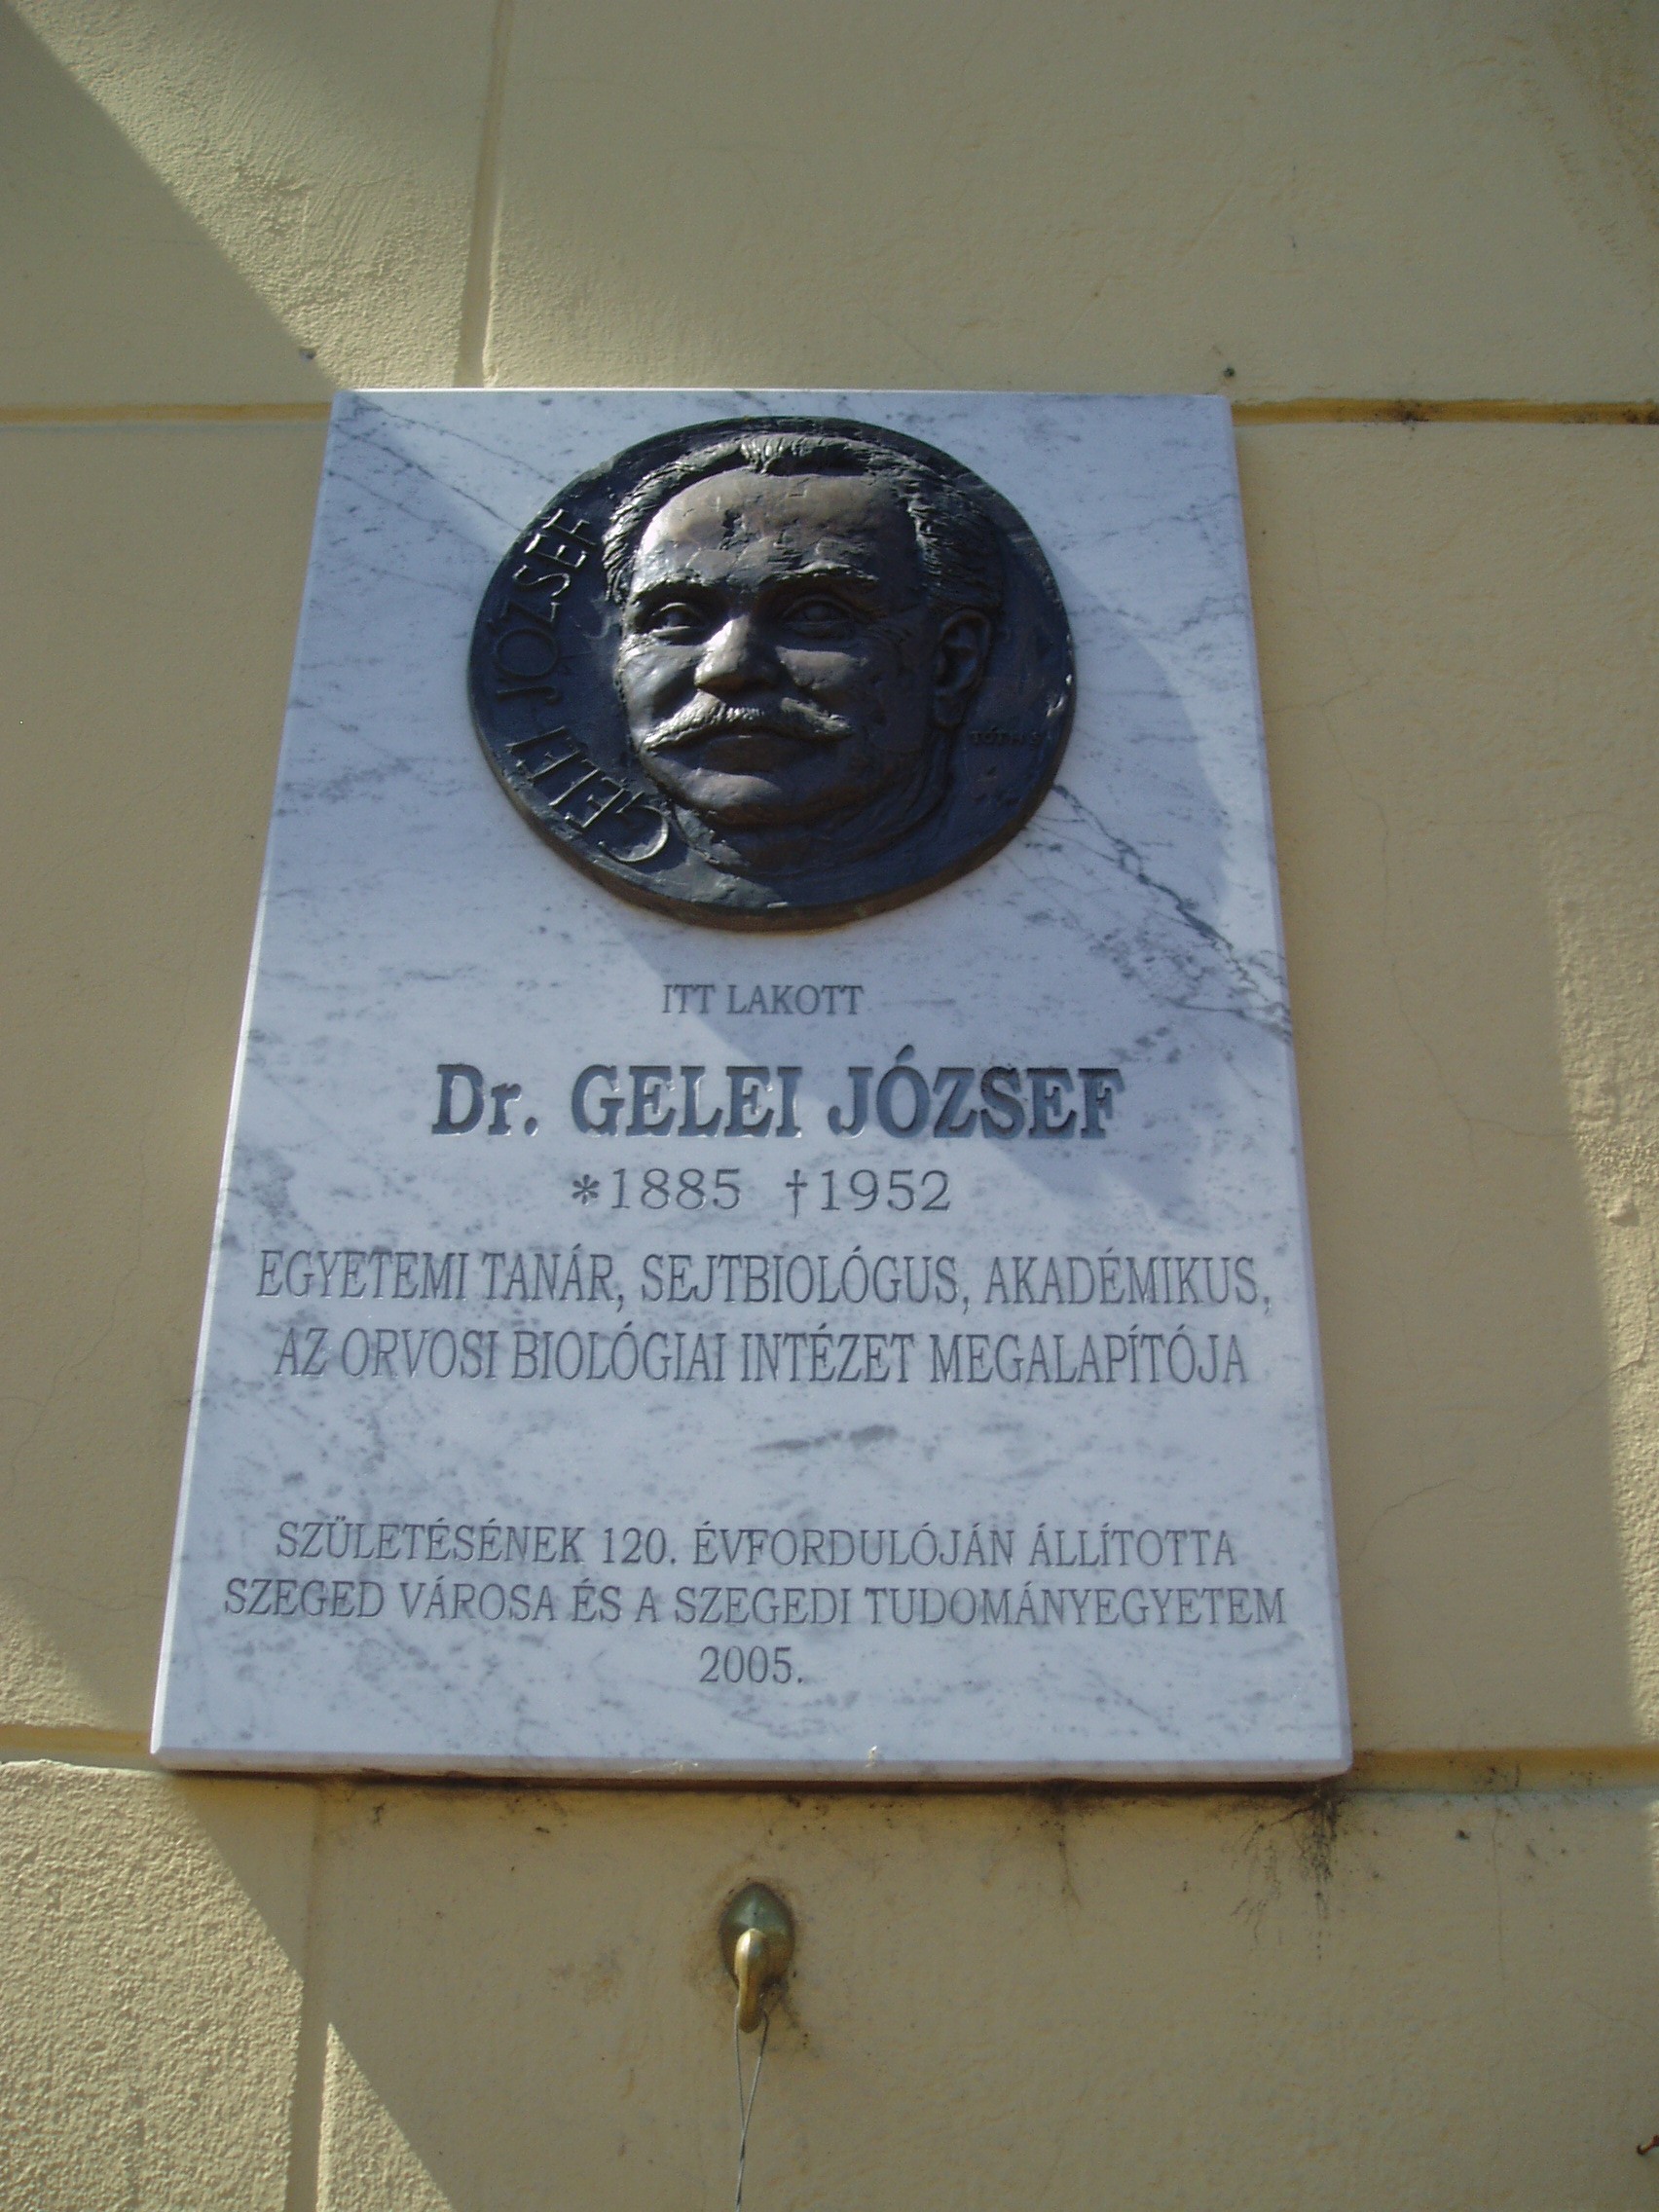 GELEI JÓZSEF
TÓTH S
ITT LAKOTT
Dr. GELEI JÓZSEF
*1885 †1952
EGYETEMI TANÁR, SEJTBIOLÓGUS, AKADÉMIKUS,
AZ ORVOSI BIOLÓGIAI INTÉZET MEGALAPÍTÓJA
SZÜLETÉSÉNEK 120. ÉVFORDULÓJÁN ÁLLÍTOTTA
SZEGED VÁROSA ÉS A SZEGEDI TUDOMÁNYEGYETEM
2005.